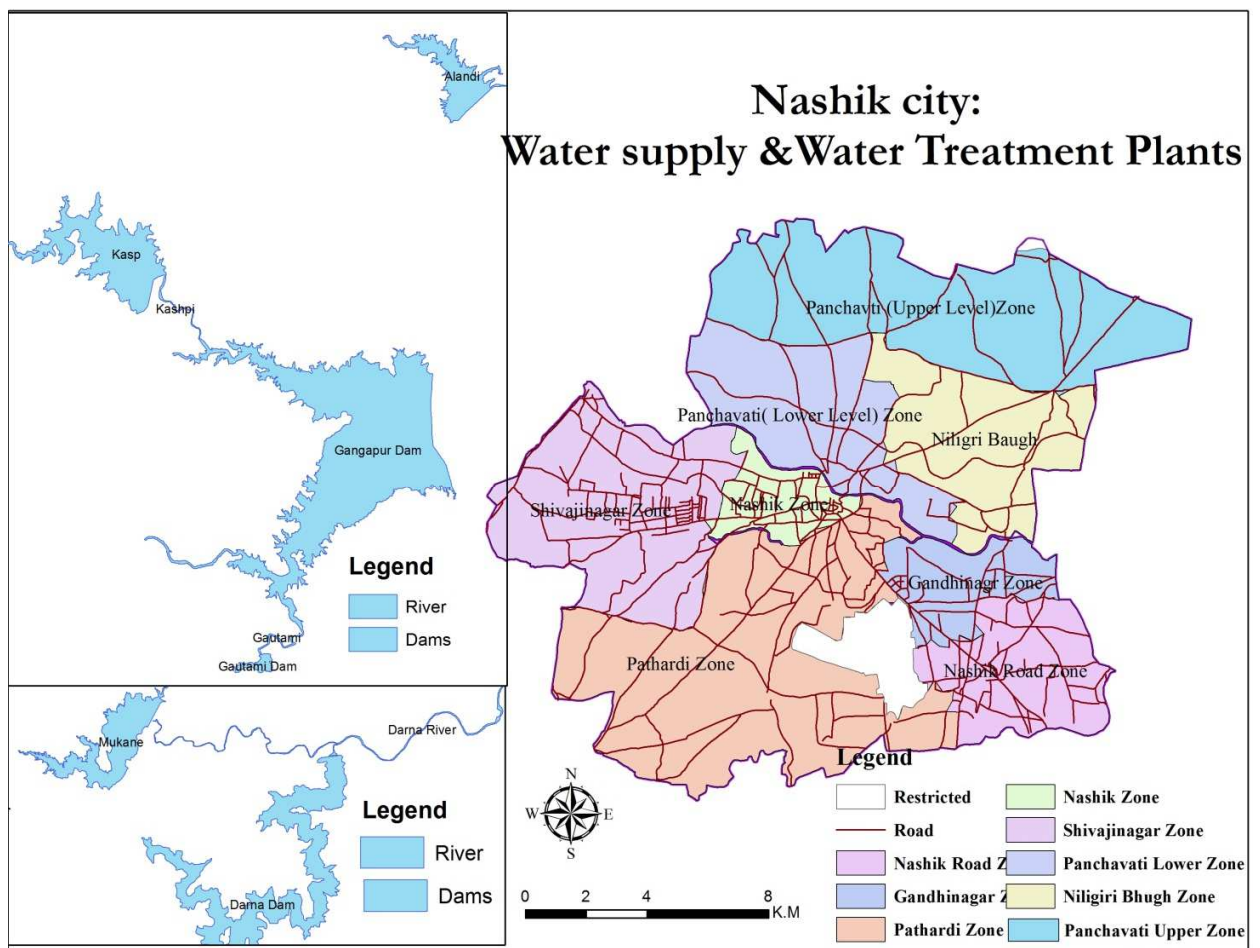 Alandi
Kasp
Kashpi
Gangapur Dam
Gautami
Gautami Dam
Legend
River
Dams
Mukane
Darna River
Darna Dam
Legend
River
Dams
Nashik city:
Water supply &Water Treatment Plants
Panchavti (Upper Level)Zone
Panchavati( Lower Level) Zone
Niligri Baugh
Shivajinagar Zone
Nashik Zone
Gandhinagr Zone
Pathardi Zone
Nashik Road Zone
N
W E
S
0 2 4 8
K.M
Legend
Restricted
Road
Nashik Road Z
Gandhinagar Z
Pathardi Zone
Nashik Zone
Shivajinagar Zone
Panchavati Lower Zone
Niligiri Bhugh Zone
Panchavati Upper Zone